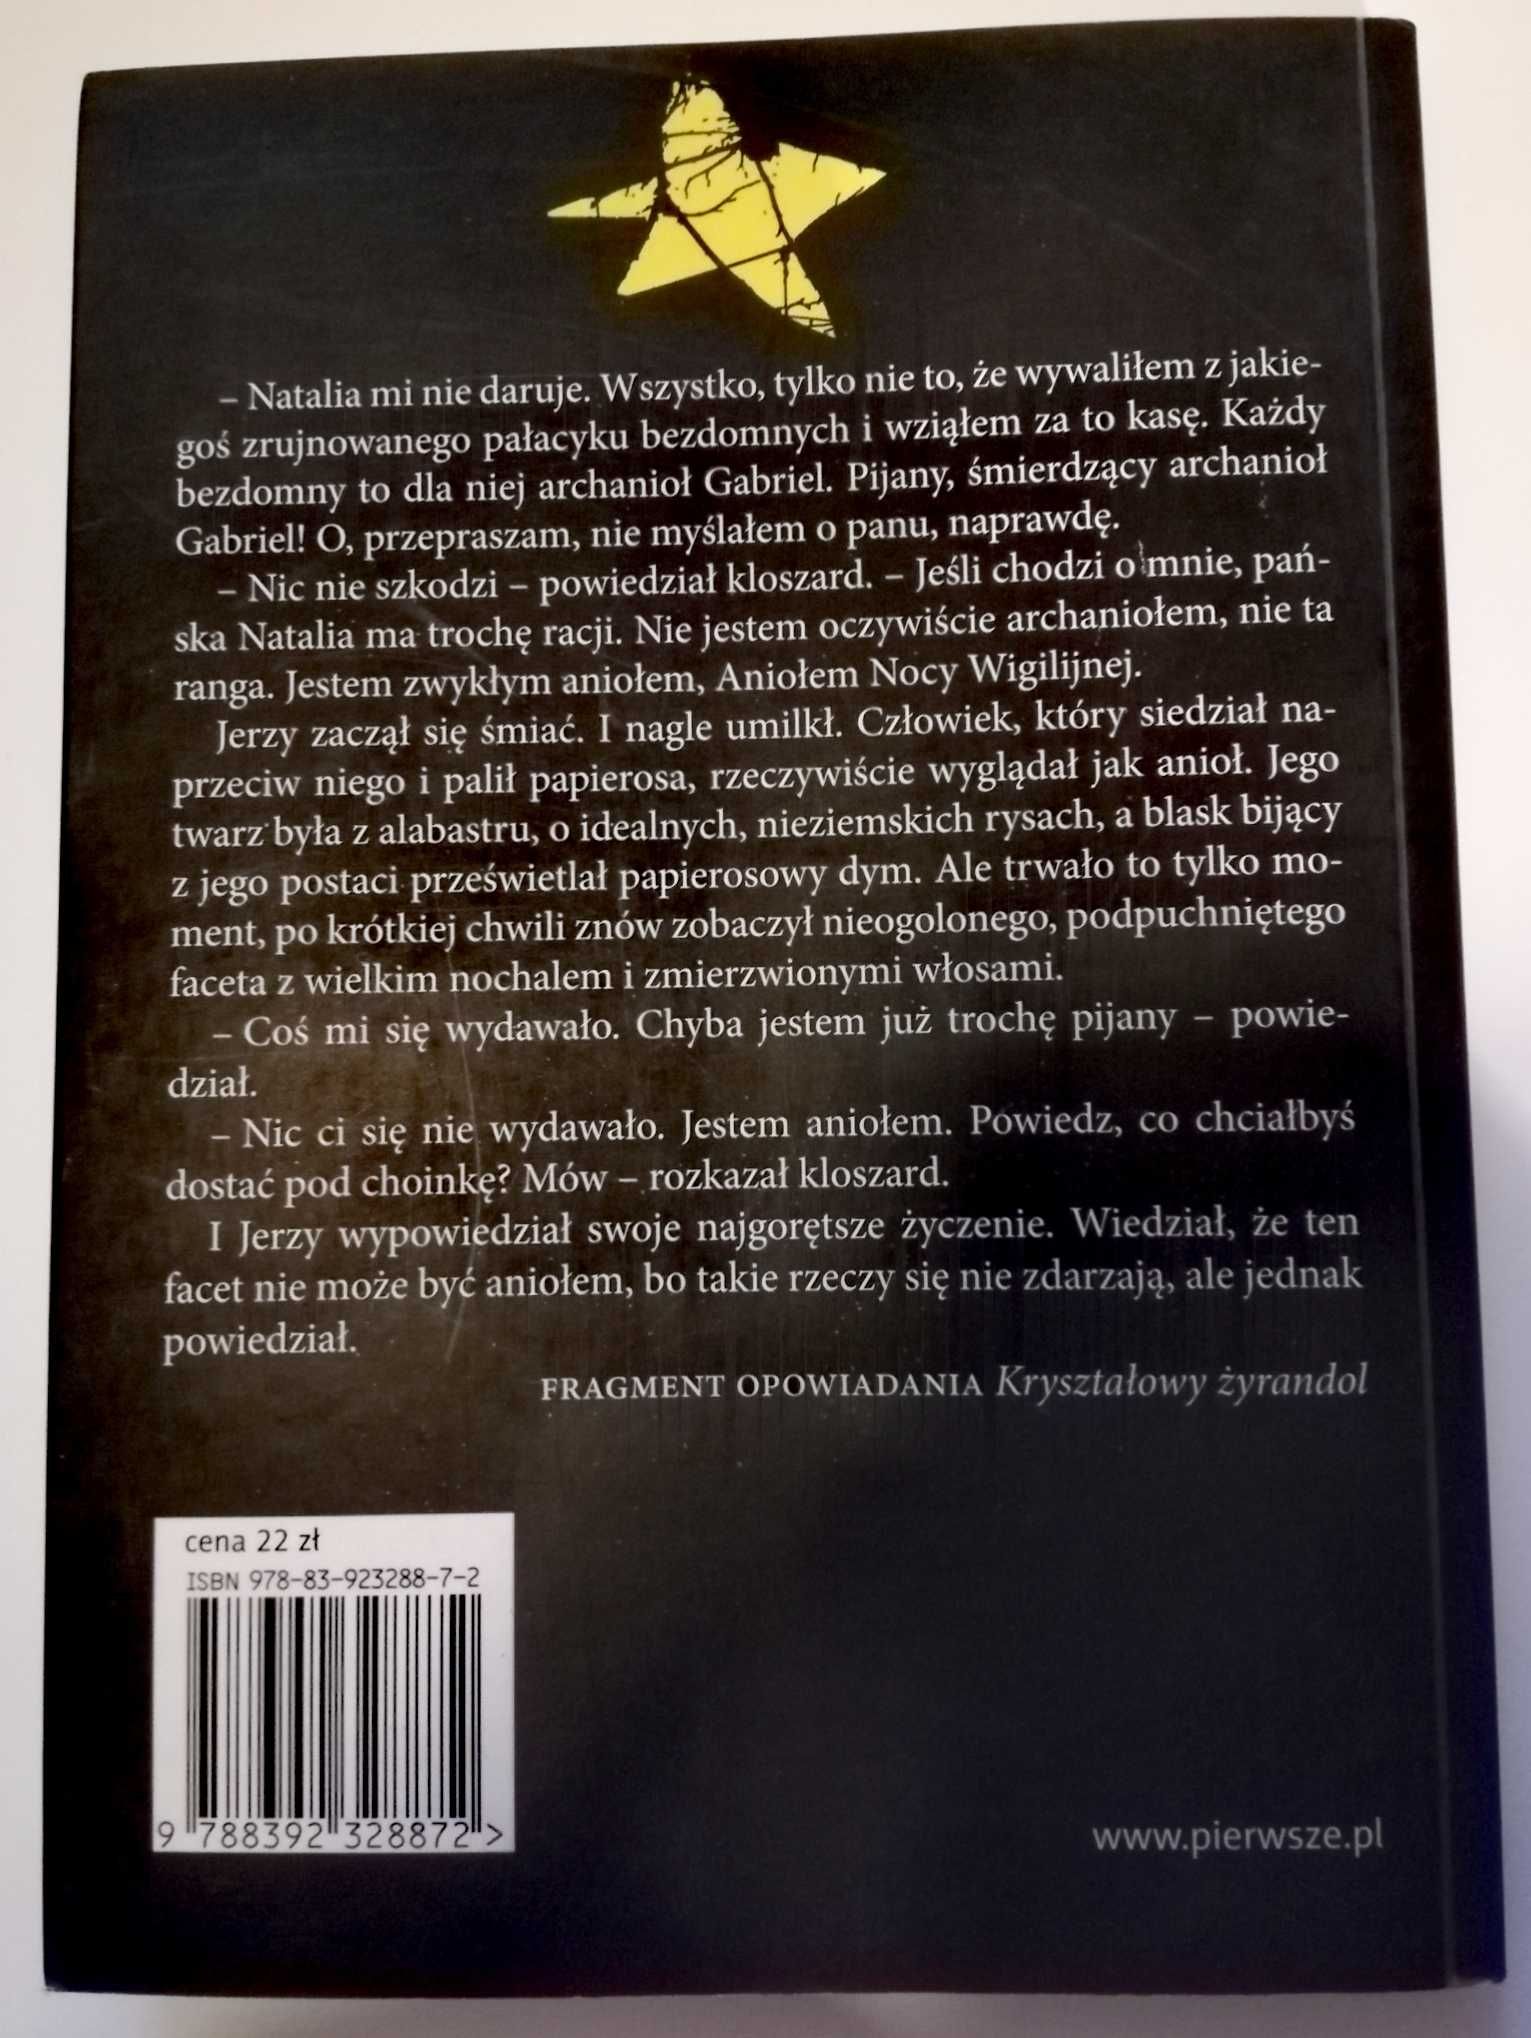 – Natalia mi nie daruje. Wszystko, tylko nie to, że wywaliłem z jakie-
goś zrujnowanego pałacyku bezdomnych i wziąłem za to kasę. Każdy
bezdomny to dla niej archanioł Gabriel. Pijany, śmierdzący archanioł
Gabriel! O, przepraszam, nie myślałem o panu, naprawdę.
– Nic nie szkodzi – powiedział kloszard. – Jeśli chodzi o mnie, pań-
ska Natalia ma trochę racji. Nie jestem oczywiście archaniołem, nie ta
ranga. Jestem zwykłym aniołem, Aniołem Nocy Wigilijnej.
Jerzy zaczął się śmiać. I nagle umilkł. Człowiek, który siedział na-
przeciw niego i palił papierosa, rzeczywiście wyglądał jak anioł. Jego
twarz była z alabastru, o idealnych, nieziemskich rysach, a blask bijący
z jego postaci prześwietlał papierosowy dym. Ale trwało to tylko mo-
ment, po krótkiej chwili znów zobaczył nieogolonego, podpuchniętego
faceta z wielkim nochalem i zmierzwionymi włosami.
– Coś mi się wydawało. Chyba jestem już trochę pijany – powie-
dział.
– Nic ci się nie wydawało. Jestem aniołem. Powiedz, co chciałbyś
dostać pod choinkę? Mów – rozkazał kloszard.
I Jerzy wypowiedział swoje najgorętsze życzenie. Wiedział, że ten
facet nie może być aniołem, bo takie rzeczy się nie zdarzają, ale jednak
powiedział.
FRAGMENT OPOWIADANIA Kryształowy żyrandol
cena 22 zł
ISBN 978-83-923288-7-2
9 788392 328872 >
www.pierwsze.pl